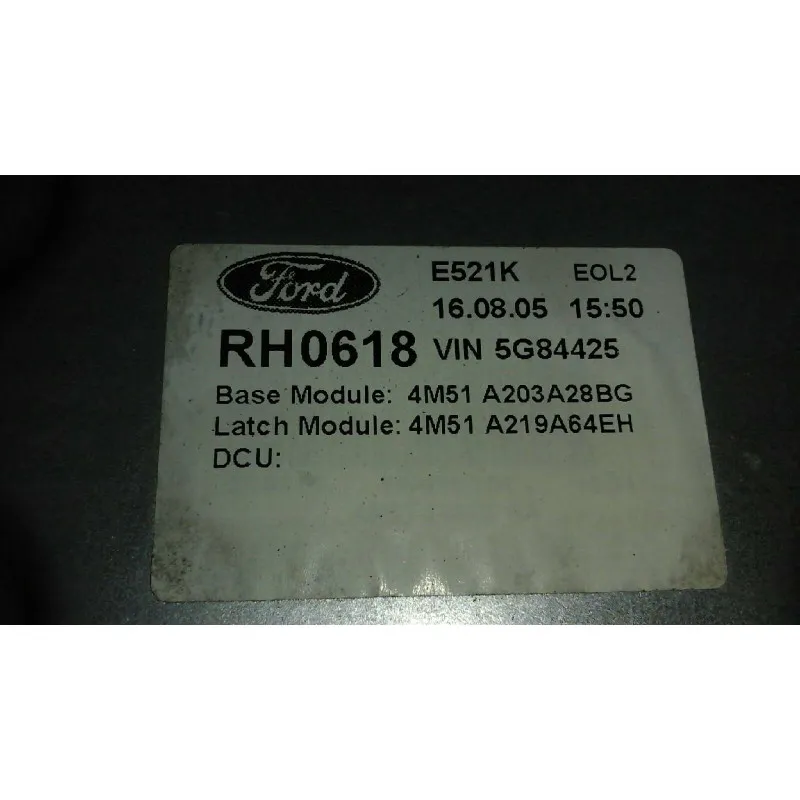 Ford E521K EOL2
16.08.05 15:50
RH0618 VIN 5G84425
Base Module: 4M51 A203A28BG
Latch Module: 4M51 A219A64EH
DCU: